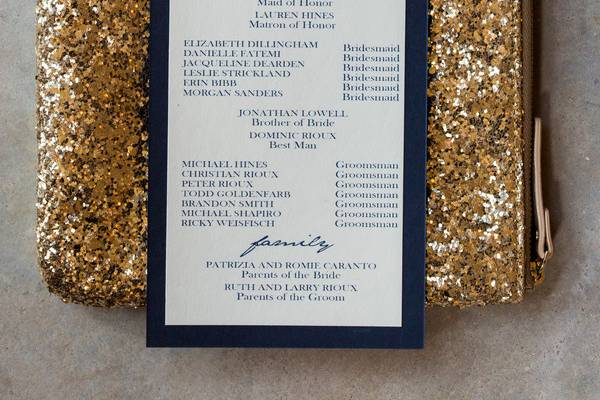 Maid of Honor
LAUREN HINES
Matron of Honor
ELIZABETH DILLINGHAM Bridesmaid
DANIELLE FATEMI Bridesmaid
JACQUELINE DEARDEN Bridesmaid
LESLIE STRICKLAND Bridesmaid
ERIN BIBB Bridesmaid
MORGAN SANDERS Bridesmaid
JONATHAN LOWELL
Brother of Bride
DOMINIC RIOUX
Best Man
MICHAEL HINES Groomsman
CHRISTIAN RIOUX Groomsman
PETER RIOUX Groomsman
TODD GOLDENFARB Groomsman
BRANDON SMITH Groomsman
MICHAEL SHAPIRO Groomsman
RICKY WEISFISCH Groomsman
family
PATRIZIA AND ROMIE CARANTO
Parents of the Bride
RUTH AND LARRY RIOUX
Parents of the Groom